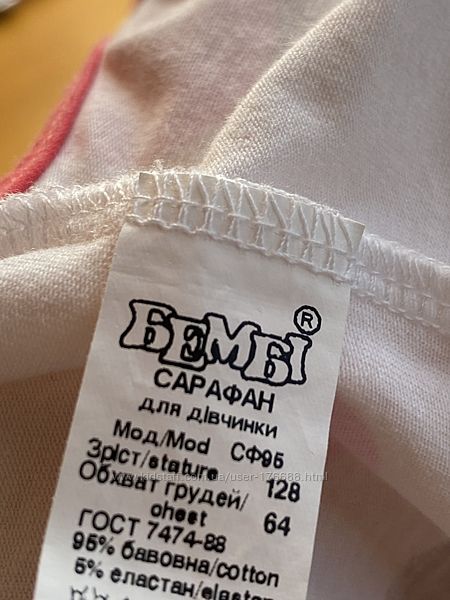 БЕМБІ®
САРАФАН
для дівчинки
Мод/Mod СФ95
Зріст/stature 128
Обхват грудей/
chest 64
ГОСТ 7474-88
95% бавовна/cotton
5% еластан/elastan